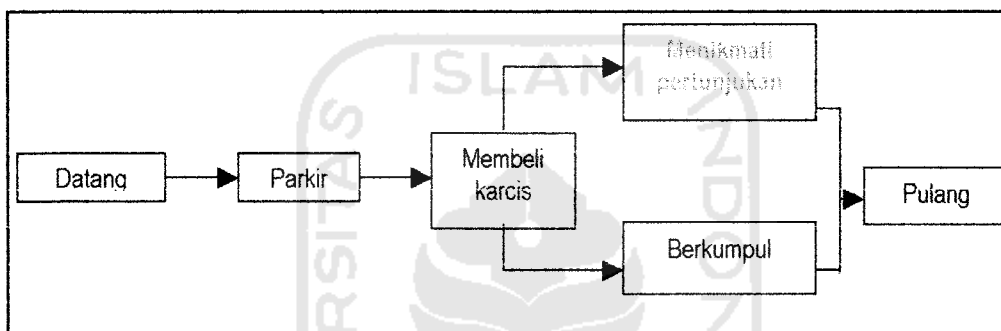 Datang
Parkir
Membeli
karcis
Menikmati
pertunjukan
Berkumpul
Pulang
ISLAM